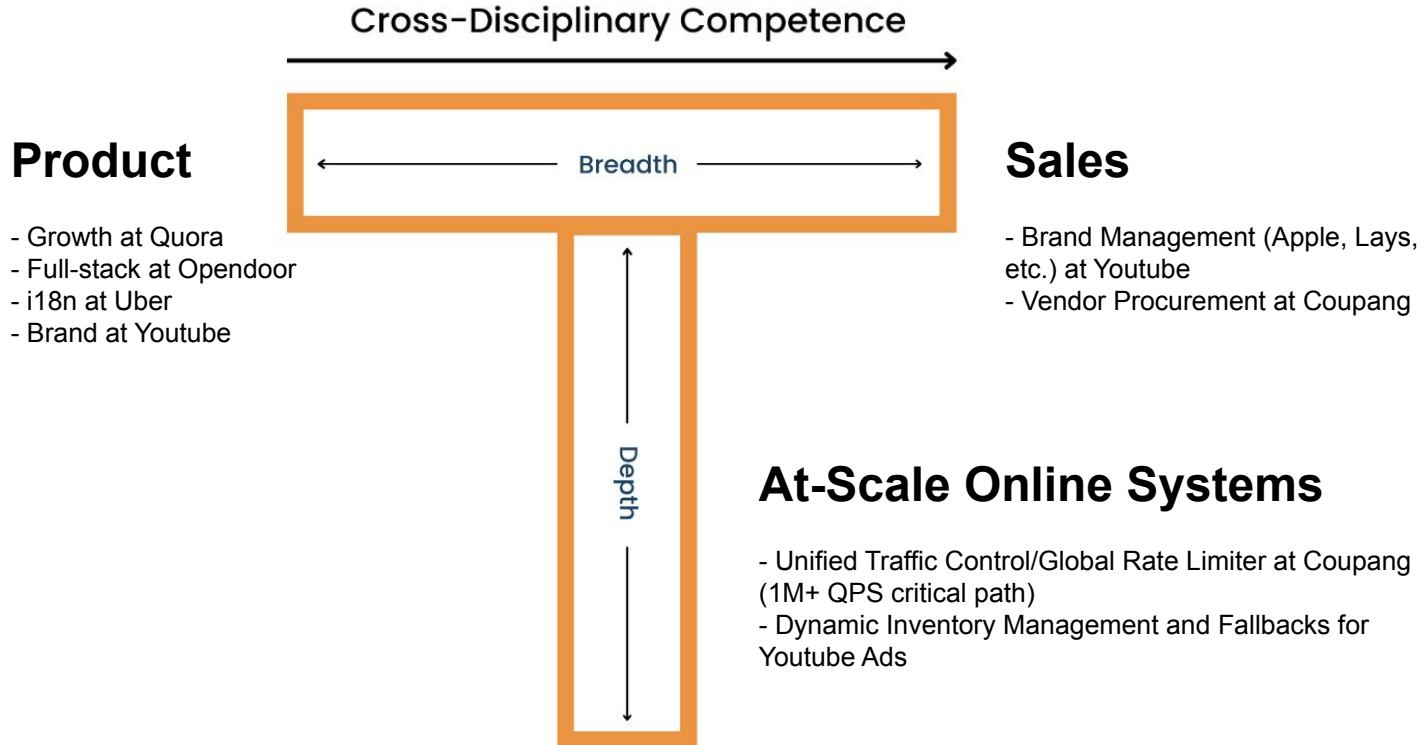 Cross-Disciplinary Competence
Product
- Growth at Quora
- Full-stack at Opendoor
- i18n at Uber
- Brand at Youtube
Breadth
Sales
- Brand Management (Apple, Lays,
etc.) at Youtube
- Vendor Procurement at Coupang
Depth
At-Scale Online Systems
- Unified Traffic Control/Global Rate Limiter at Coupang
(1M+ QPS critical path)
- Dynamic Inventory Management and Fallbacks for
Youtube Ads